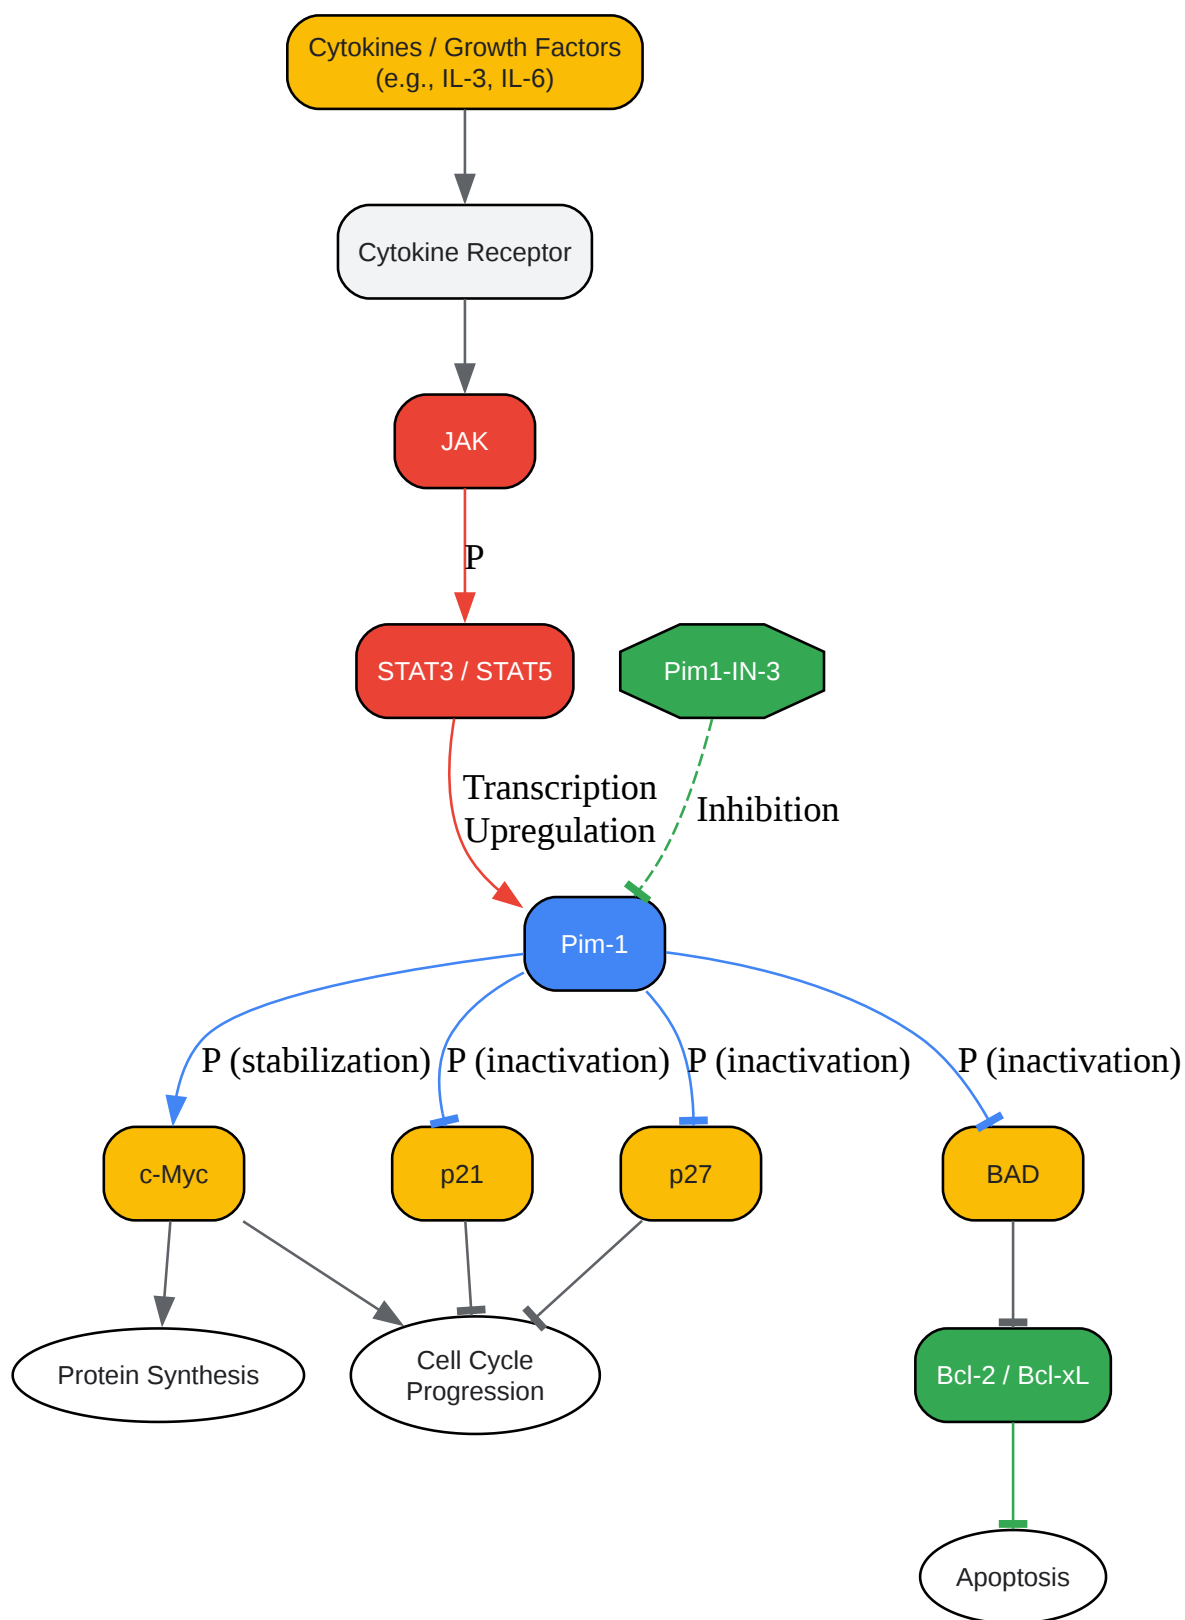 Cytokines / Growth Factors
(e.g., IL-3, IL-6)
Cytokine Receptor
JAK
P
STAT3 / STAT5
Pim1-IN-3
Transcription
Upregulation
Inhibition
Pim-1
P (stabilization)
P (inactivation)
P (inactivation)
P (inactivation)
c-Myc
p21
p27
BAD
Protein Synthesis
Cell Cycle
Progression
Bcl-2 / Bcl-xL
Apoptosis